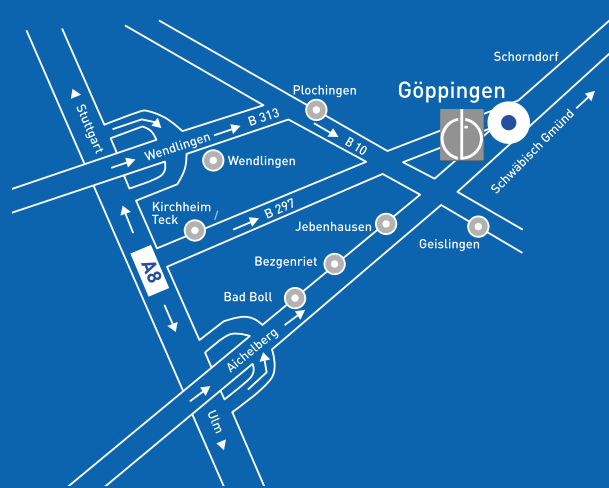 Schorndorf
Plochingen
Göppingen
Stuttgart
Wendlingen
B 313
B 10
Schwäbisch Gmünd
Wendlingen
Kirchheim /
Teck
B 297
Jebenhausen
Geislingen
Bezgenriet
A8
Bad Boll
Aichelberg
Ulm